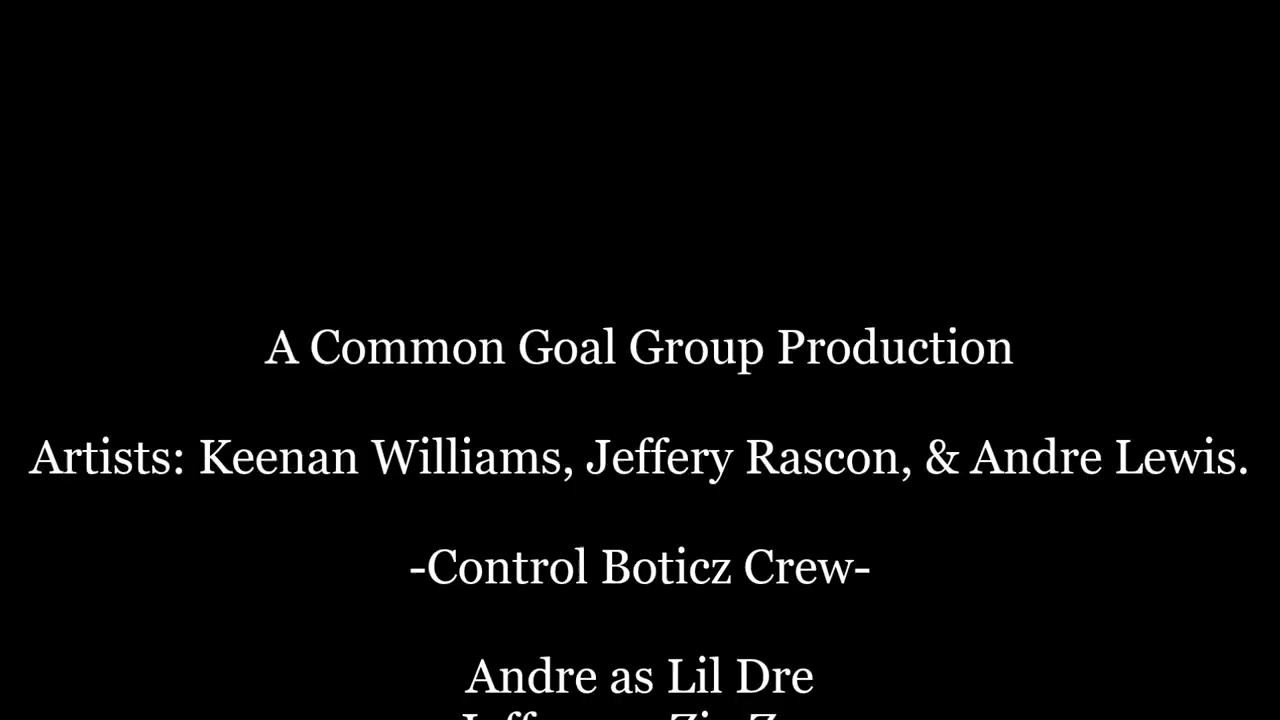 A Common Goal Group Production
Artists: Keenan Williams, Jeffery Rascon, & Andre Lewis.
-Control Boticz Crew-
Andre as Lil Dre